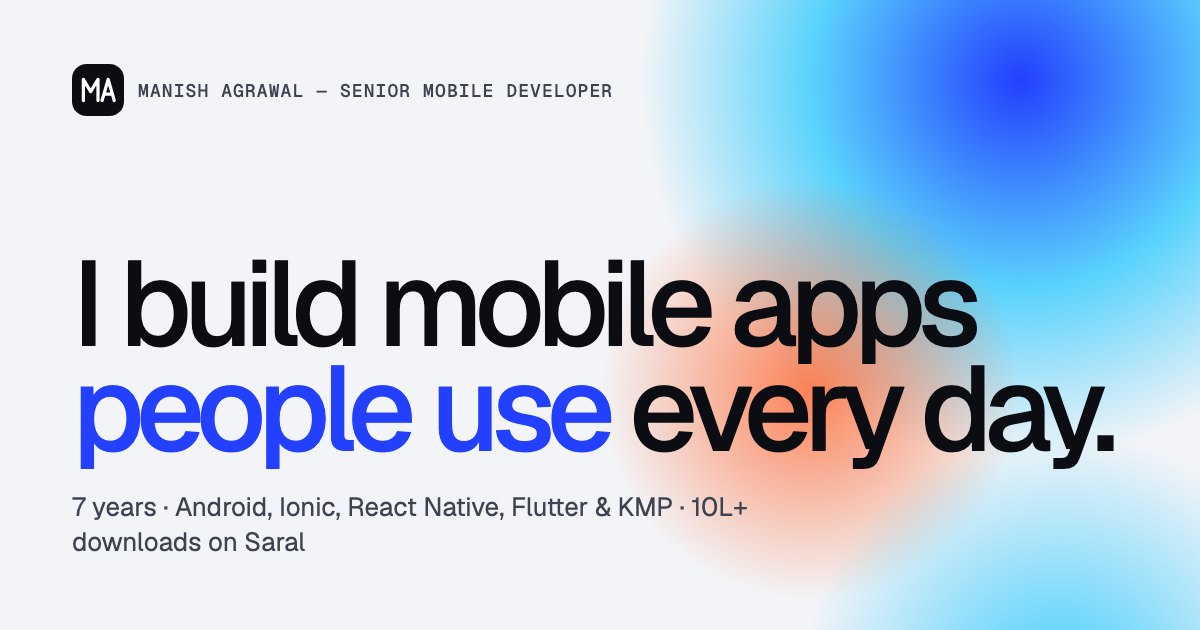 MA
MANISH AGRAWAL — SENIOR MOBILE DEVELOPER
I build mobile apps
people use every day.
7 years · Android, Ionic, React Native, Flutter & KMP · 10L+
downloads on Saral